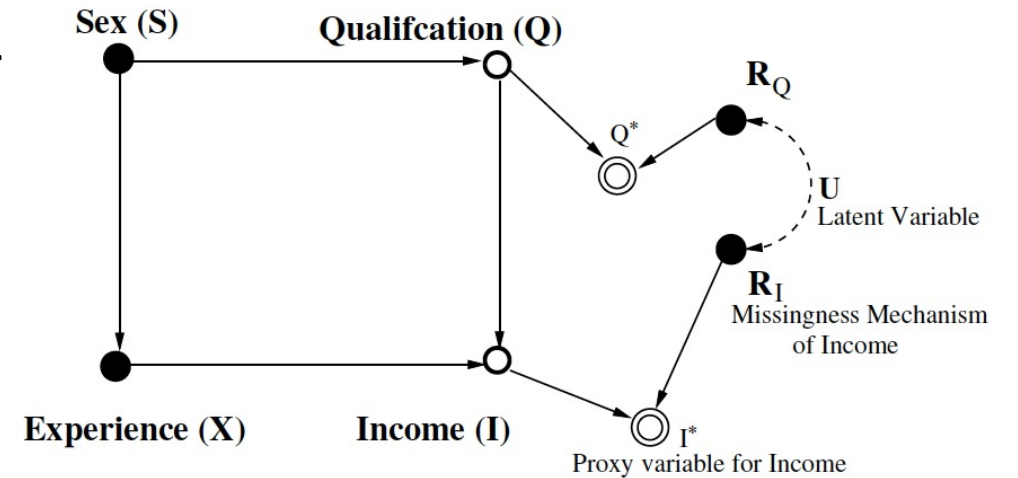 Sex (S)
Qualifcation (Q)
R_Q
Q*
U
Latent Variable
R_I
Missingness Mechanism
of Income
Experience (X)
Income (I)
I*
Proxy variable for Income